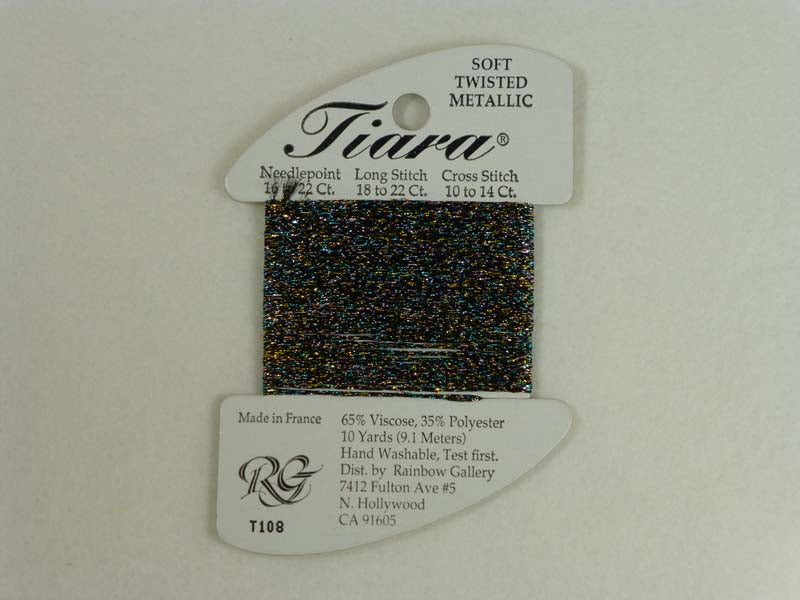 SOFT
TWISTED
METALLIC
Tiara®
Needlepoint Long Stitch Cross Stitch
16 to 22 Ct. 18 to 22 Ct. 10 to 14 Ct.
Made in France
65% Viscose, 35% Polyester
10 Yards (9.1 Meters)
Hand Washable, Test first.
Dist. by Rainbow Gallery
7412 Fulton Ave #5
N. Hollywood
CA 91605
RG
T108